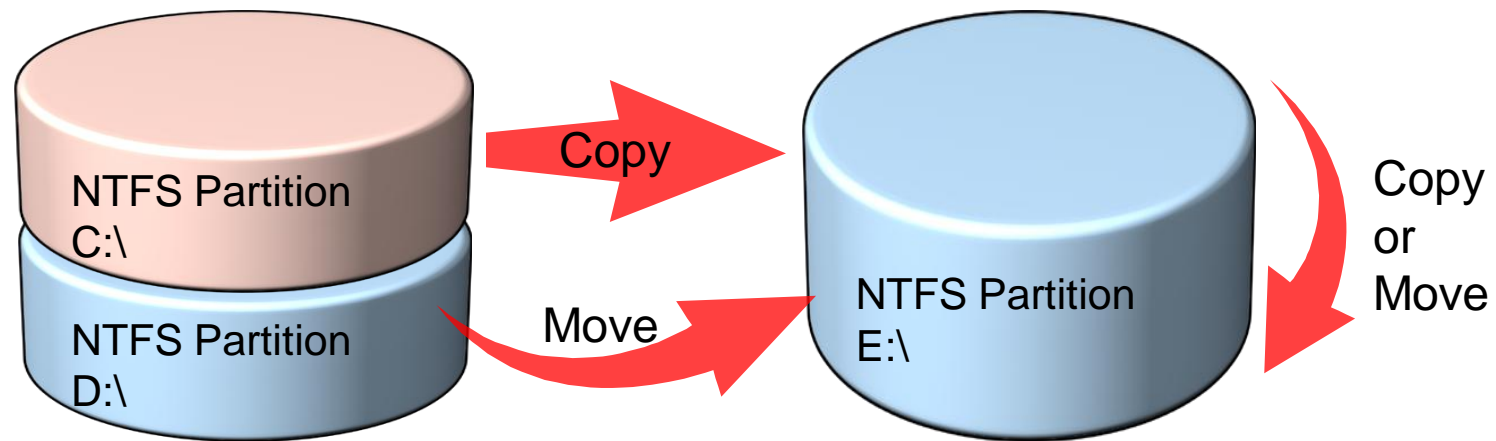 NTFS Partition
C:\
NTFS Partition
D:\
Copy
Move
NTFS Partition
E:\
Copy
or
Move